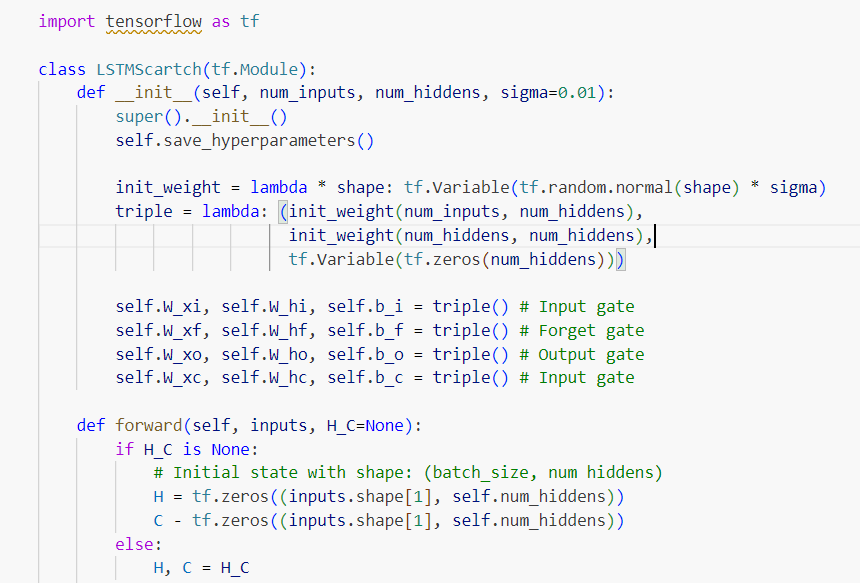 import tensorflow as tf
class LSTMScartch(tf.Module):
def __init__(self, num_inputs, num_hiddens, sigma=0.01):
super().__init__()
self.save_hyperparameters()
init_weight = lambda * shape: tf.Variable(tf.random.normal(shape) * sigma)
triple = lambda: (init_weight(num_inputs, num_hiddens),
init_weight(num_hiddens, num_hiddens),
tf.Variable(tf.zeros(num_hiddens)))
self.W_xi, self.W_hi, self.b_i = triple() # Input gate
self.W_xf, self.W_hf, self.b_f = triple() # Forget gate
self.W_xo, self.W_ho, self.b_o = triple() # Output gate
self.W_xc, self.W_hc, self.b_c = triple() # Input gate
def forward(self, inputs, H_C=None):
if H_C is None:
# Initial state with shape: (batch_size, num hiddens)
H = tf.zeros((inputs.shape[1], self.num_hiddens))
C - tf.zeros((inputs.shape[1], self.num_hiddens))
else:
H, C = H_C